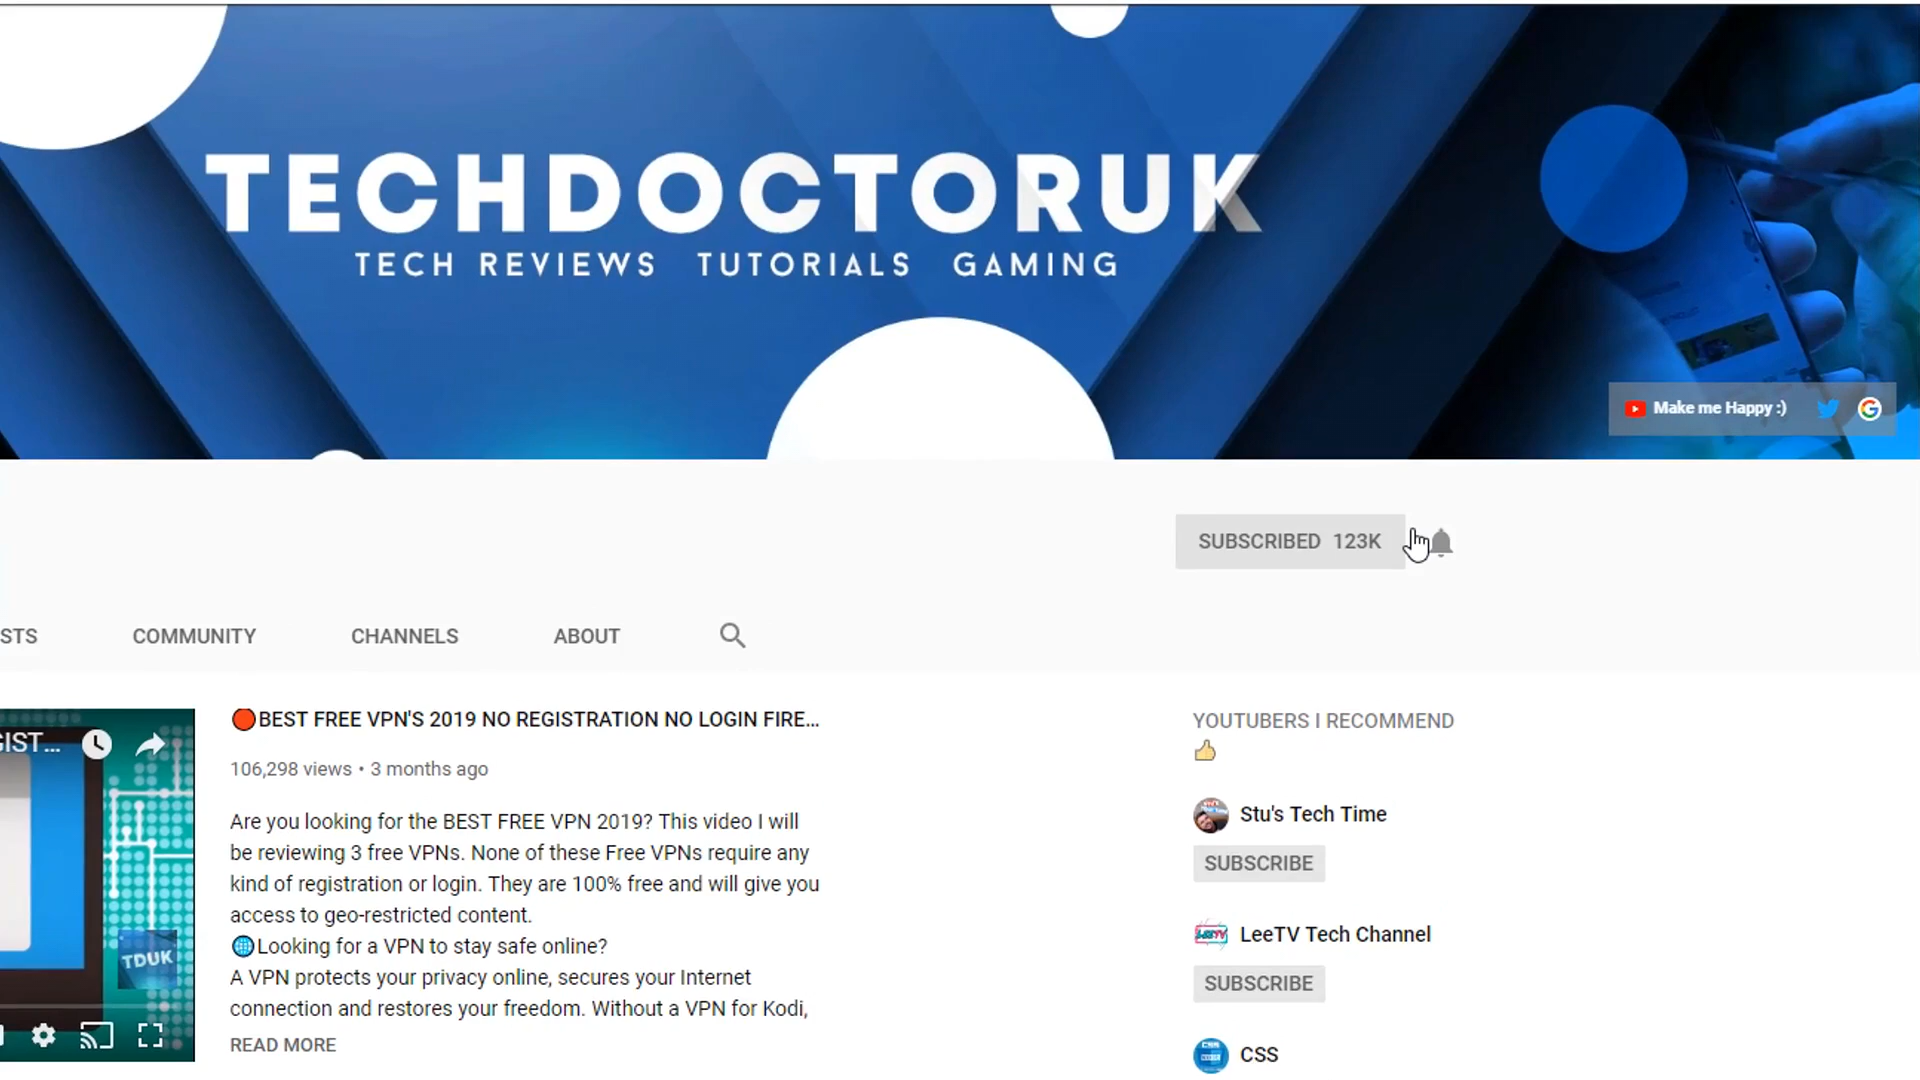 TECHDOCTORUK
TECH REVIEWS TUTORIALS GAMING
Make me Happy :)
SUBSCRIBED 123K
STS
COMMUNITY
CHANNELS
ABOUT
GIST...
TDUK
BEST FREE VPN'S 2019 NO REGISTRATION NO LOGIN FIRE...
106,298 views • 3 months ago
Are you looking for the BEST FREE VPN 2019? This video I will
be reviewing 3 free VPNs. None of these Free VPNs require any
kind of registration or login. They are 100% free and will give you
access to geo-restricted content.
Looking for a VPN to stay safe online?
A VPN protects your privacy online, secures your Internet
connection and restores your freedom. Without a VPN for Kodi,
READ MORE
YOUTUBERS I RECOMMEND
Stu's Tech Time
SUBSCRIBE
LEETV
LeeTV Tech Channel
SUBSCRIBE
CSS
CSS